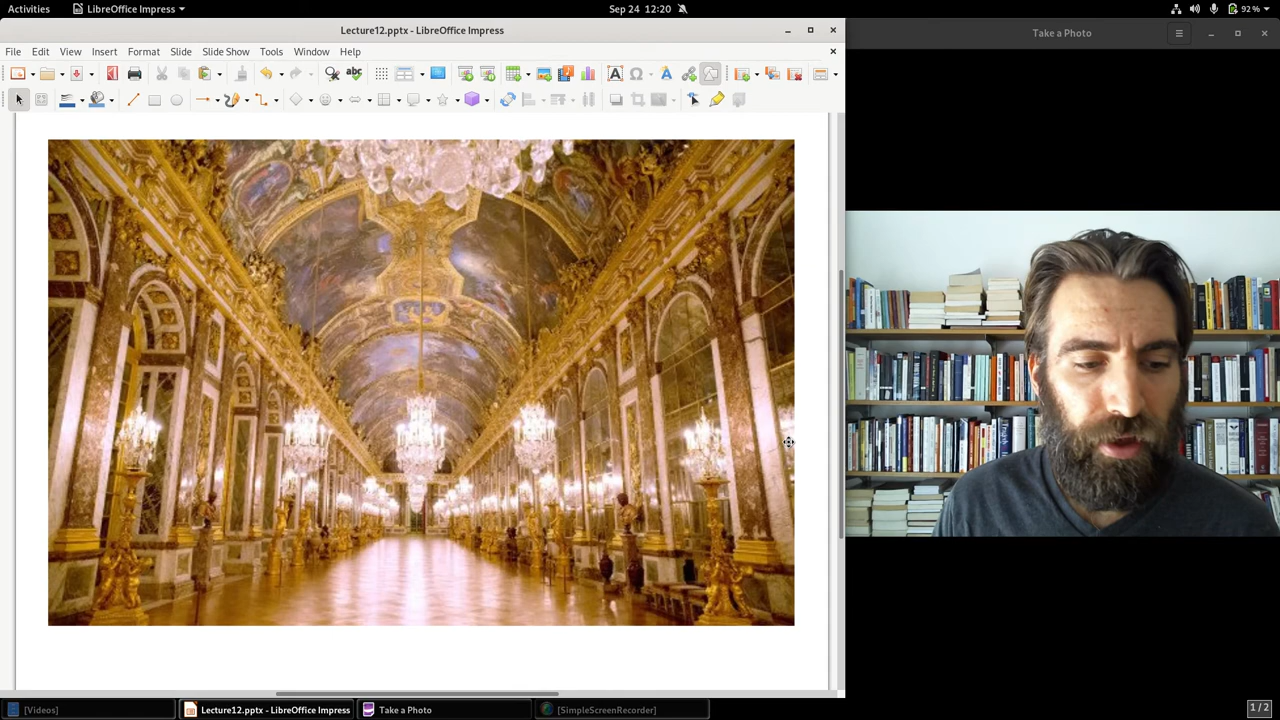 Activities LibreOffice Impress Sep 24 12:20 92%
Lecture12.pptx - LibreOffice Impress
Take a Photo
File Edit View Insert Format Slide Slide Show Tools Window Help
[Videos] Lecture12.pptx - LibreOffice Impress Take a Photo [SimpleScreenRecorder] 1/2